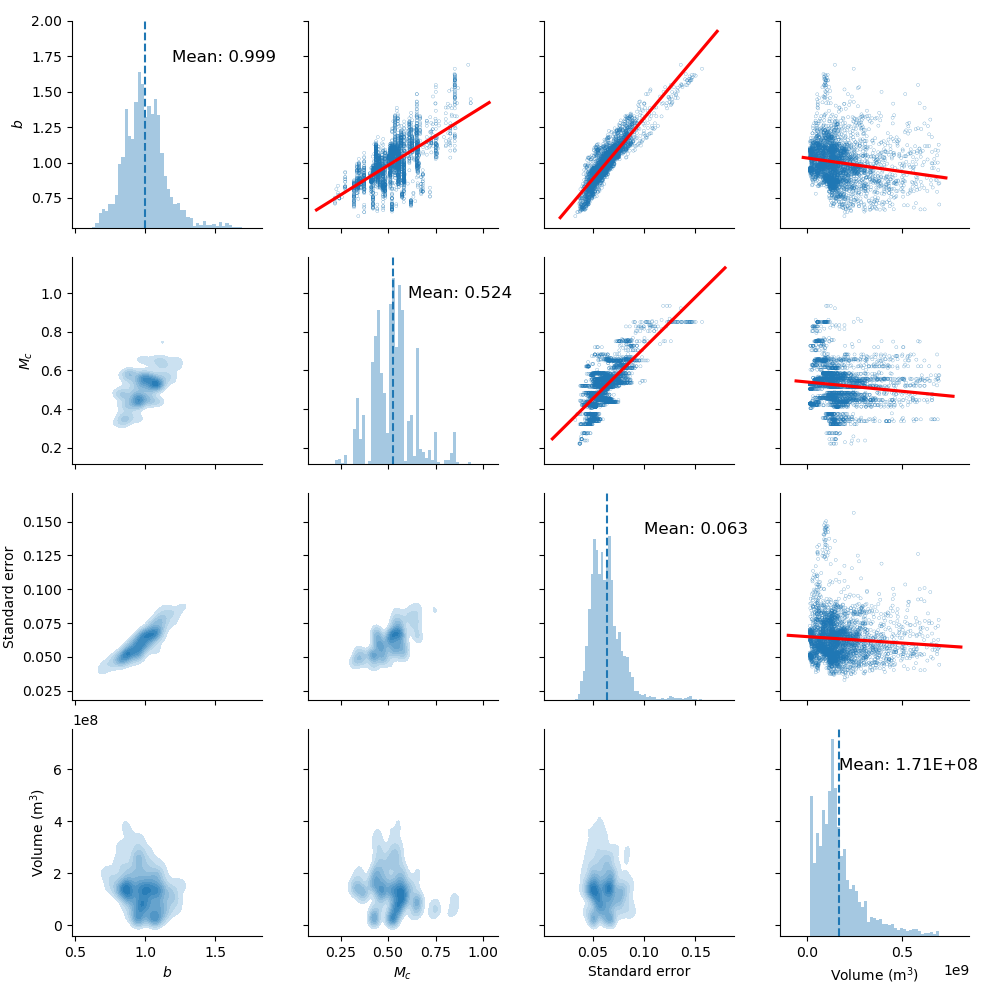 2.00
Mean: 0.999
1.75
1.50
b
1.25
1.00
0.75
1.0
Mean: 0.524
0.8
M_c
0.6
0.4
0.2
0.150
Mean: 0.063
0.125
0.100
Standard error
0.075
0.050
0.025
1e8
Mean: 1.71E+08
6
Volume (m³)
4
2
0
0.5 1.0 1.5
0.25 0.50 0.75 1.00
0.05 0.10 0.15
0.0 0.5
b
M_c
Standard error
Volume (m³)
1e9